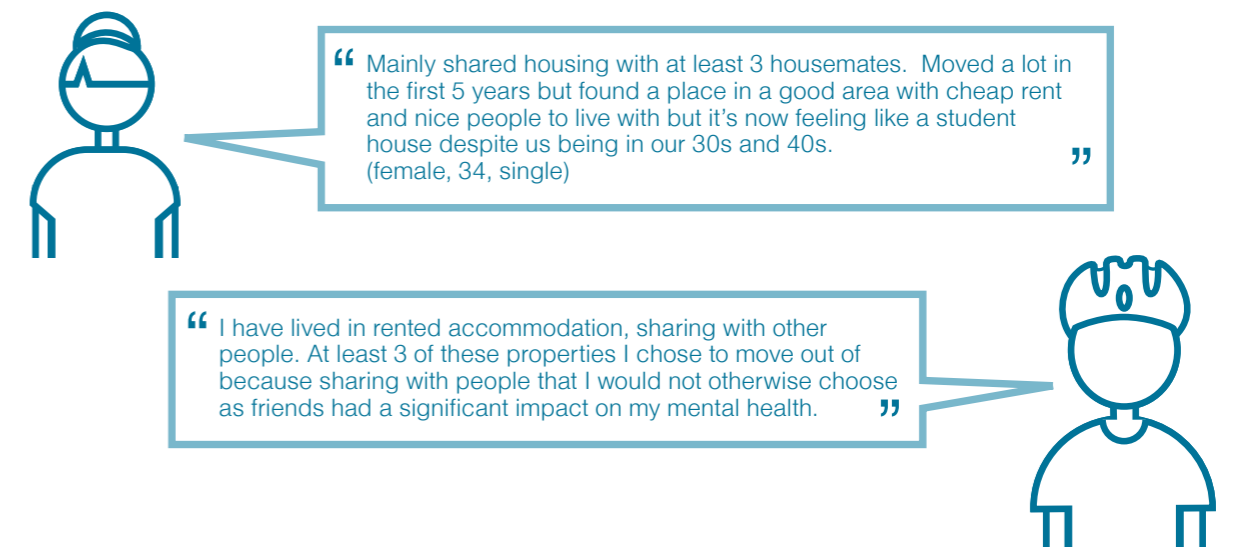 “ Mainly shared housing with at least 3 housemates.  Moved a lot in
the first 5 years but found a place in a good area with cheap rent
and nice people to live with but it’s now feeling like a student
house despite us being in our 30s and 40s.
(female, 34, single) ”
“ I have lived in rented accommodation, sharing with other
people. At least 3 of these properties I chose to move out of
because sharing with people that I would not otherwise choose
as friends had a significant impact on my mental health. ”